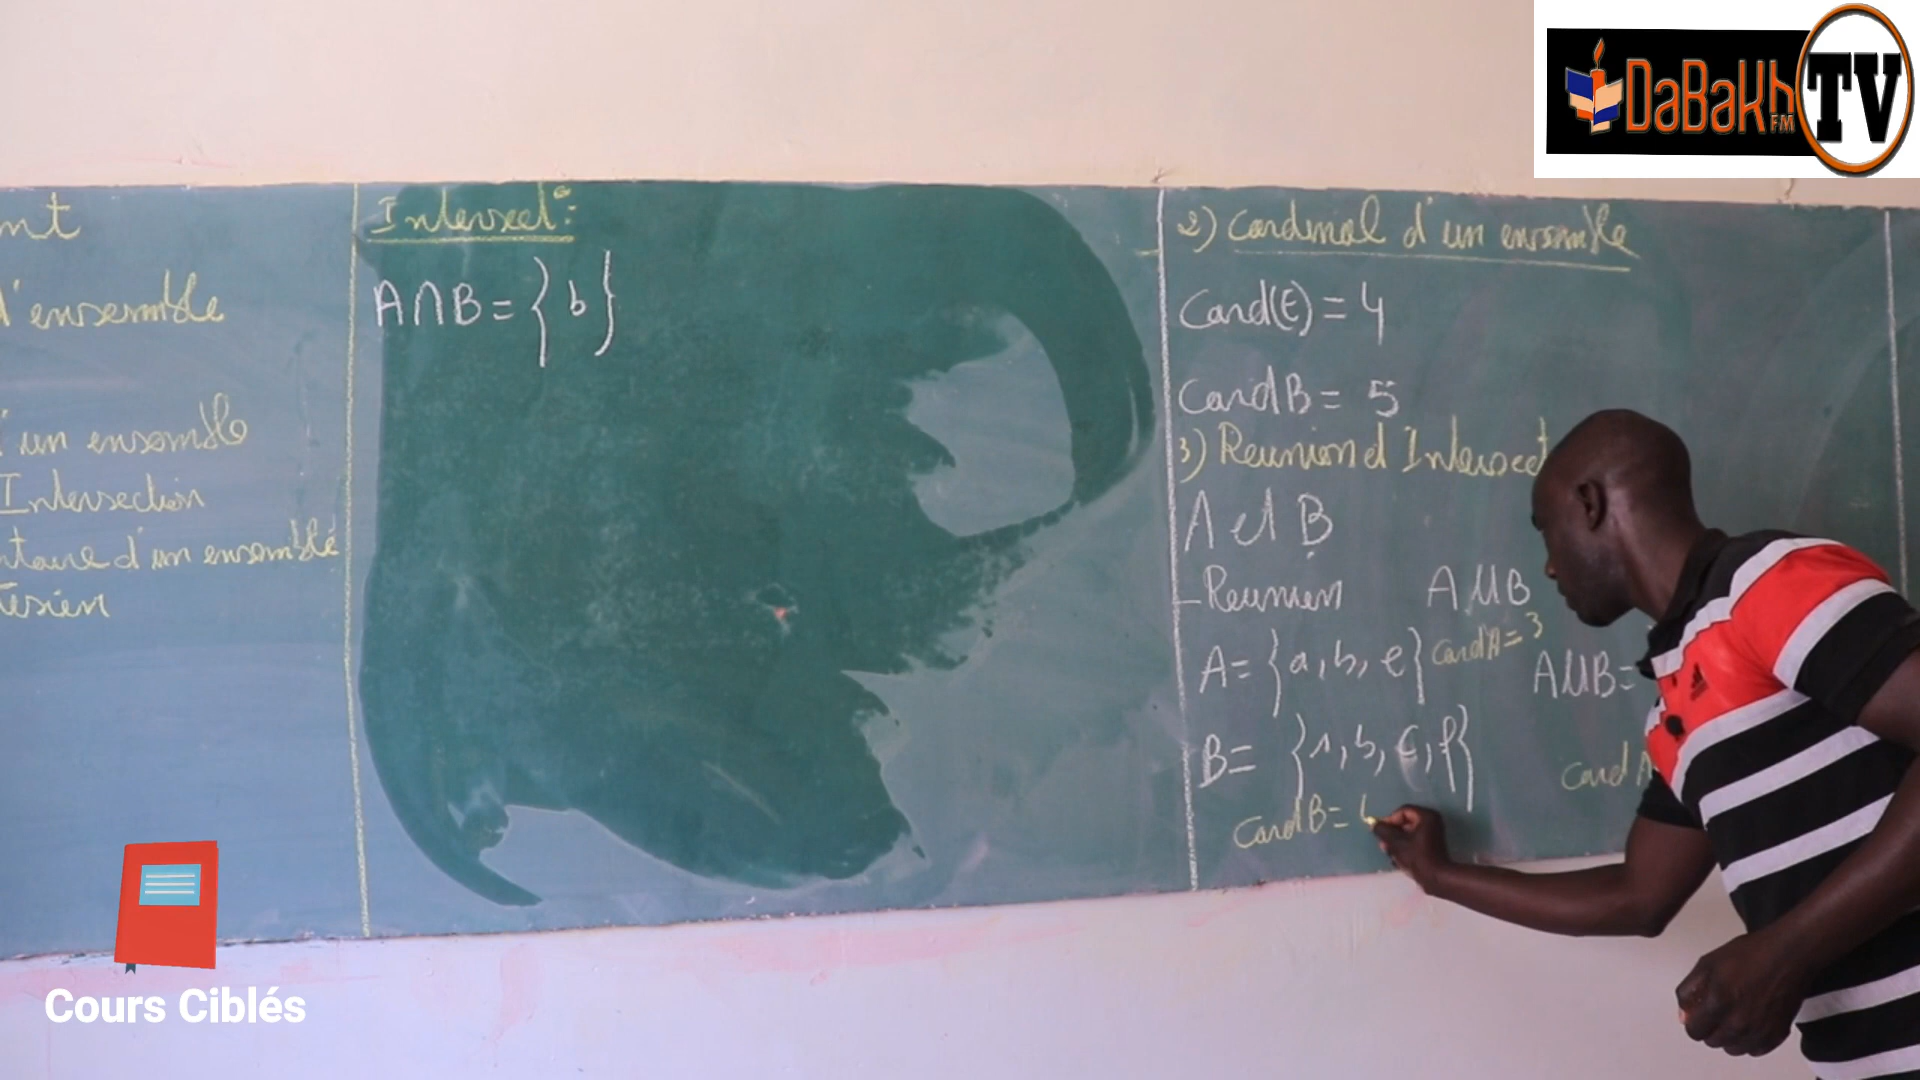 DaBaKh FM TV
nt
d'ensemble
un ensemble
Intersection
ntaire d'un ensemble
tésien
Intersect°:
A∩B = { b }
2) Cardinal d'un ensemble
Card(E) = 4
Card B = 5
3) Reunion et Intersect
A et B
- Reunion A U B
A = { a, b, e } Card A = 3
A U B =
B = { 1, b, c, f }
Card A
Card B =
Cours Ciblés